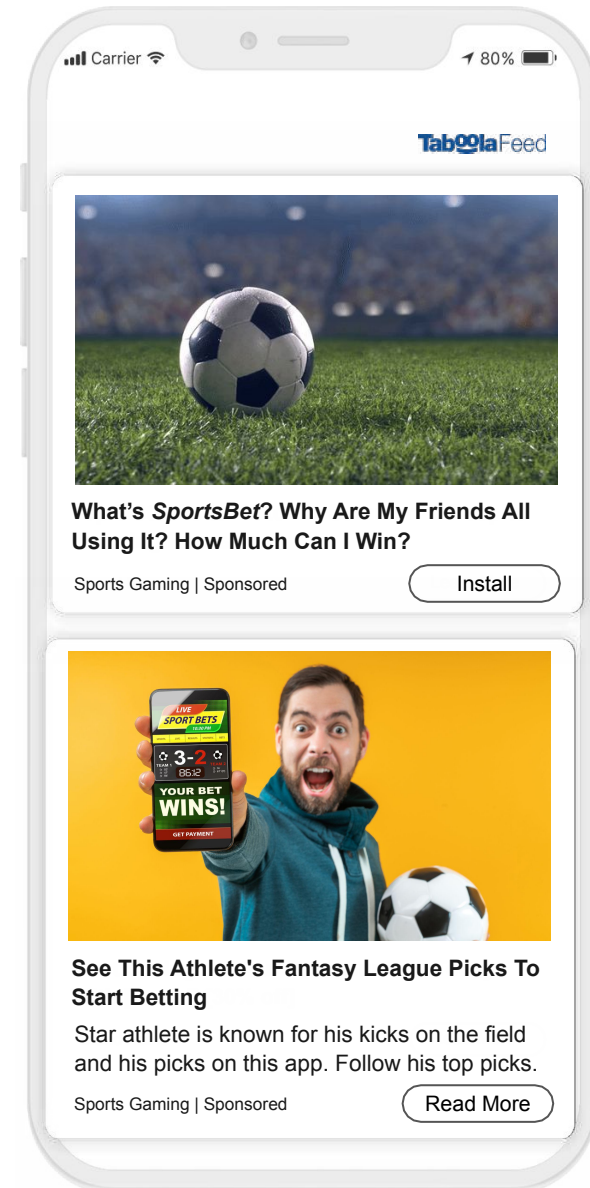 Carrier
80%
TaboolaFeed
What's SportsBet? Why Are My Friends All
Using It? How Much Can I Win?
Sports Gaming | Sponsored
Install
LIVE
SPORT BETS
3-2
TEAM 1
86:12
YOUR BET
WINS!
GET PAYMENT
See This Athlete's Fantasy League Picks To
Start Betting
Star athlete is known for his kicks on the field
and his picks on this app. Follow his top picks.
Sports Gaming | Sponsored
Read More